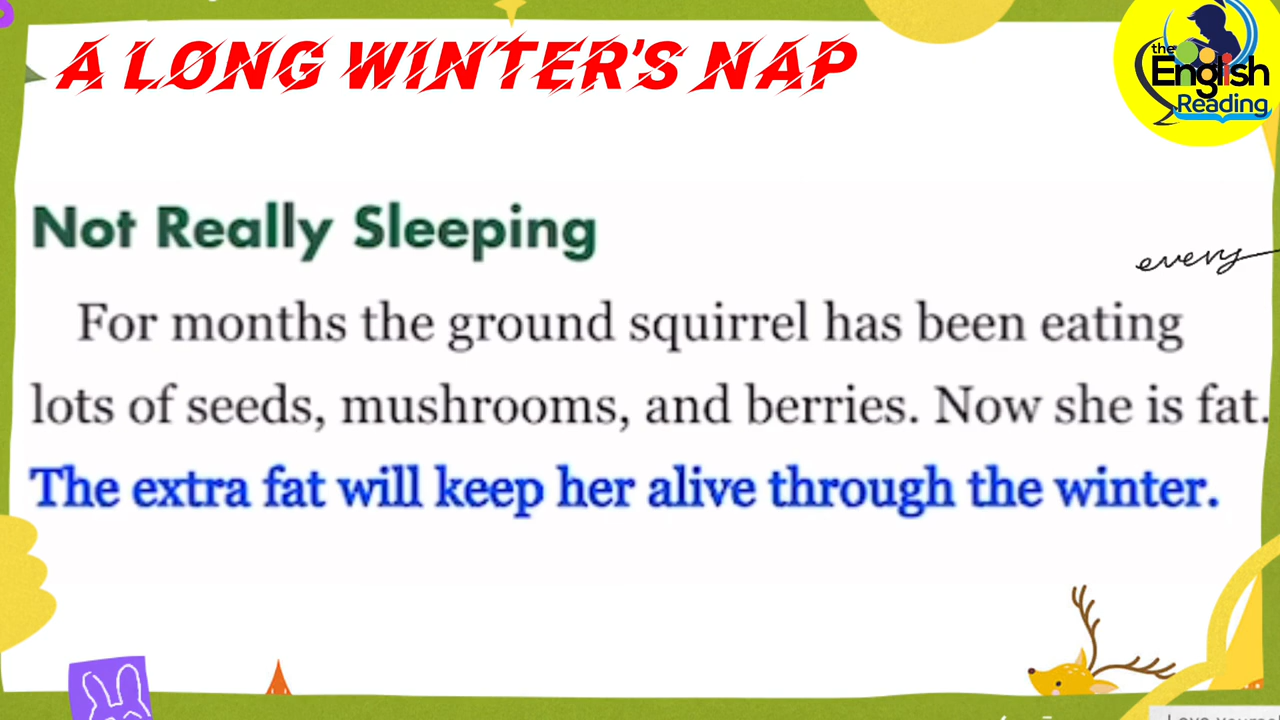 A LONG WINTER'S NAP
the
English
Reading
Not Really Sleeping
every
For months the ground squirrel has been eating
lots of seeds, mushrooms, and berries. Now she is fat.
The extra fat will keep her alive through the winter.